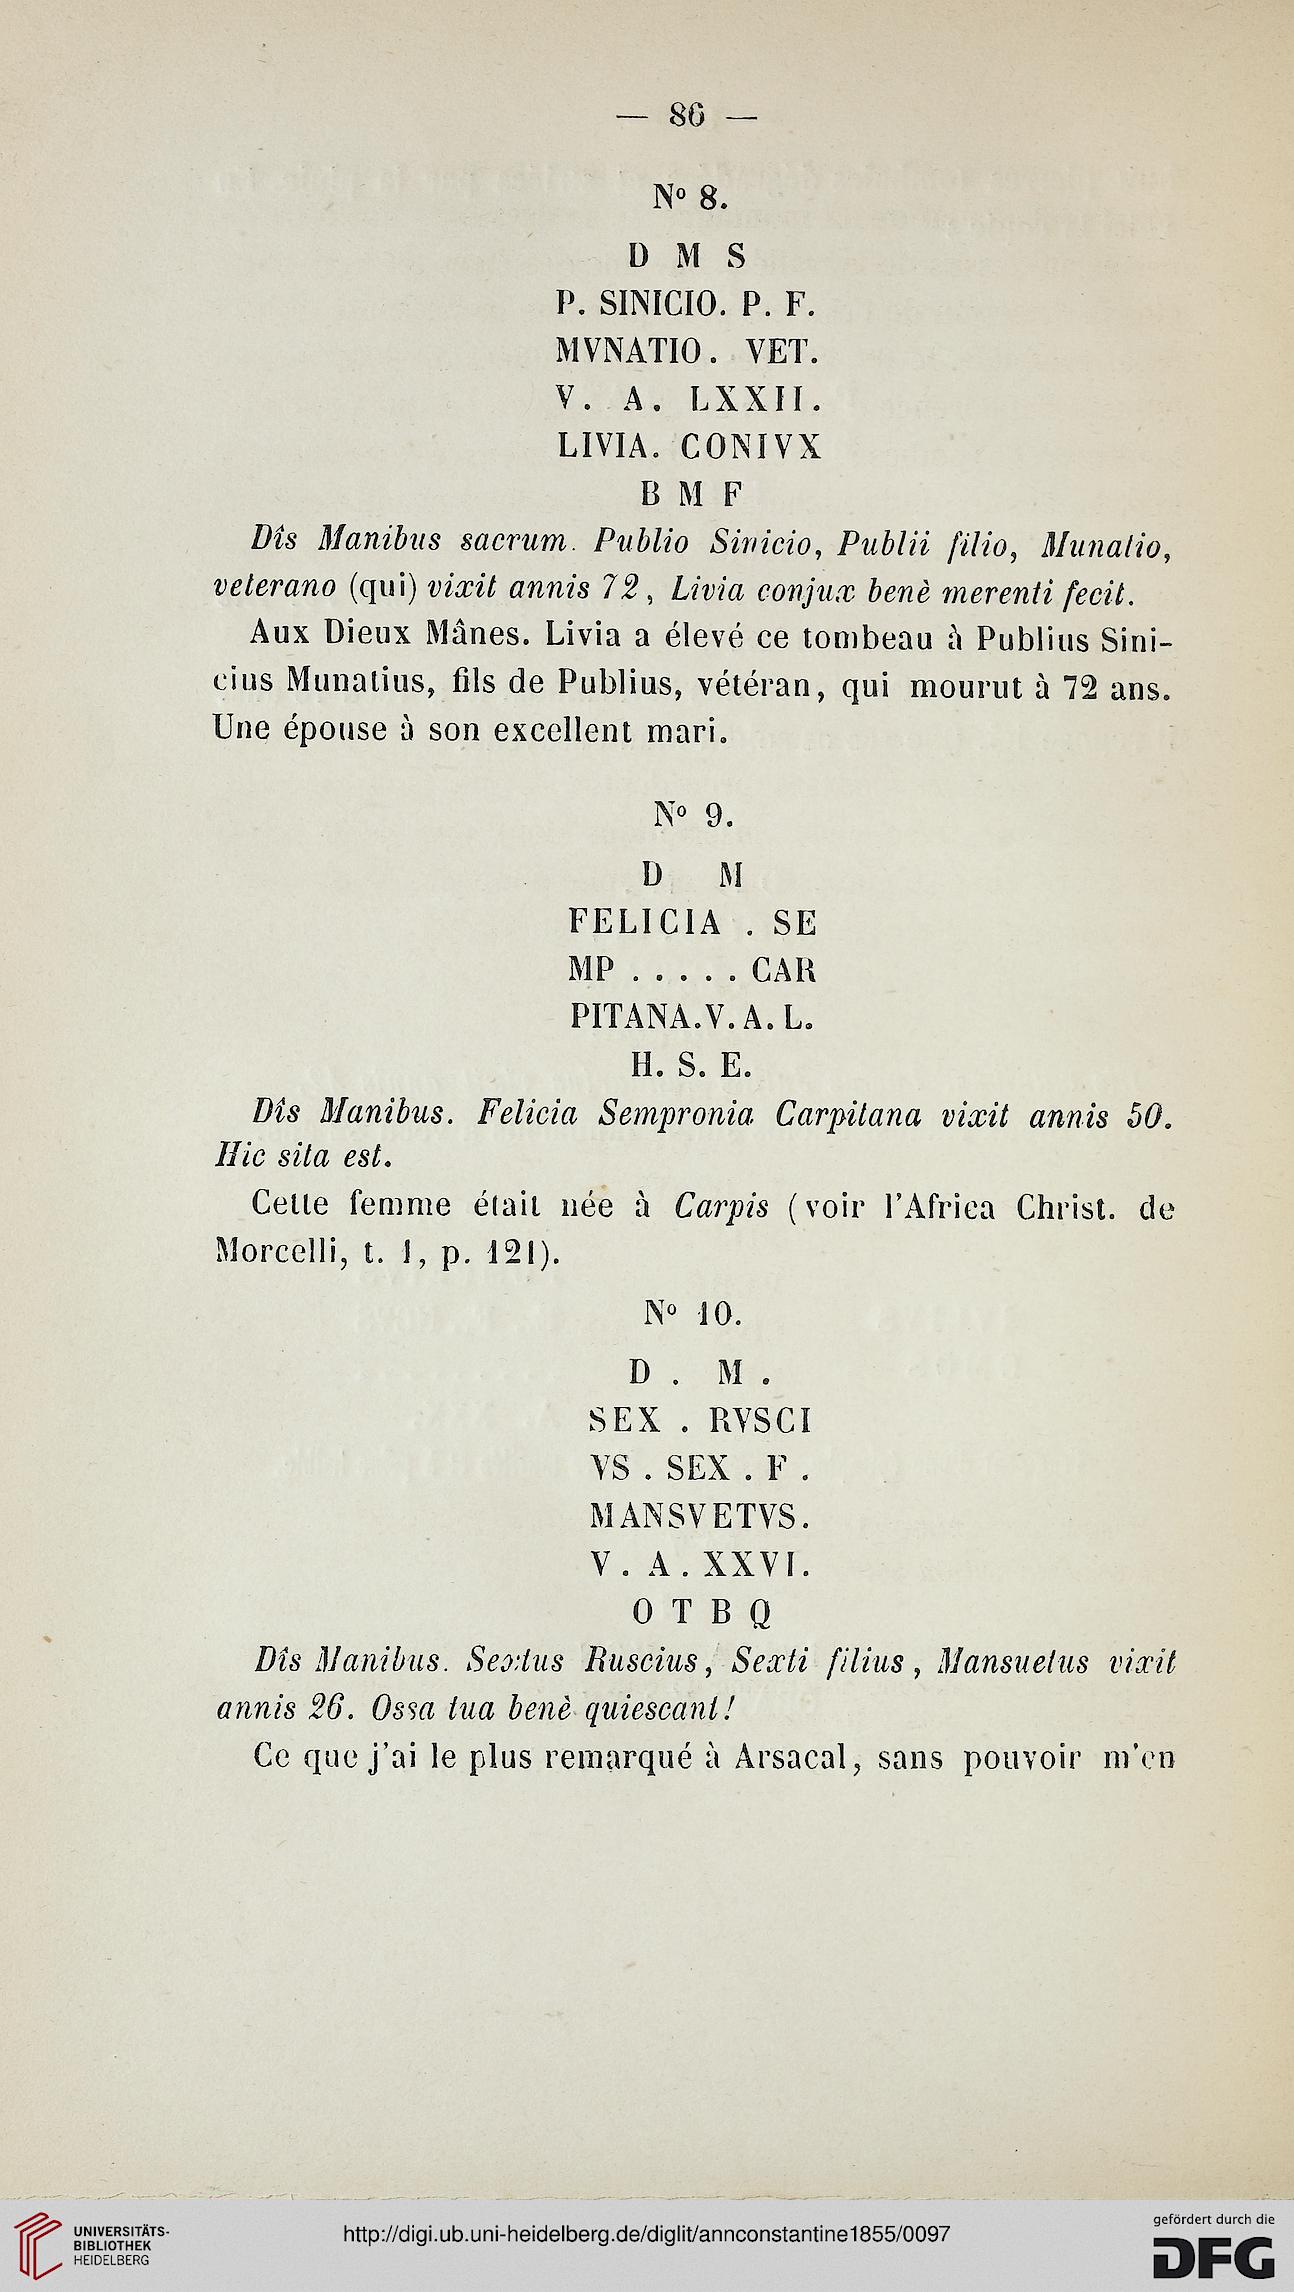 — 86 —
Nº 8.
D M S
P. SINICIO. P. F.
MVNATIO. VET.
V. A. LXXII.
LIVIA. CONIVX
B M F
Dîs Manibus sacrum. Publio Sinicio, Publii filio, Munatio,
veterano (qui) vixit annis 72, Livia conjux benè merenti fecit.
Aux Dieux Mânes. Livia a élevé ce tombeau à Publius Sini-
cius Munatius, fils de Publius, vétéran, qui mourut à 72 ans.
Une épouse à son excellent mari.
Nº 9.
D M
FELICIA . SE
MP . . . . . CAR
PITANA.V.A.L.
H. S. E.
Dîs Manibus. Felicia Sempronia Carpitana vixit annis 50.
Hic sita est.
Cette femme était née à Carpis (voir l'Africa Christ. de
Morcelli, t. 1, p. 121).
Nº 10.
D . M .
SEX . RVSCI
VS . SEX . F .
MANSVETVS.
V. A. XXVI.
O T B Q
Dîs Manibus. Sextus Ruscius, Sexti filius, Mansuetus vixit
annis 26. Ossa tua benè quiescant!
Ce que j'ai le plus remarqué à Arsacal, sans pouvoir m'en
UNIVERSITÄTS-
BIBLIOTHEK
HEIDELBERG
http://digi.ub.uni-heidelberg.de/diglit/annconstantine1855/0097
gefördert durch die
DFG